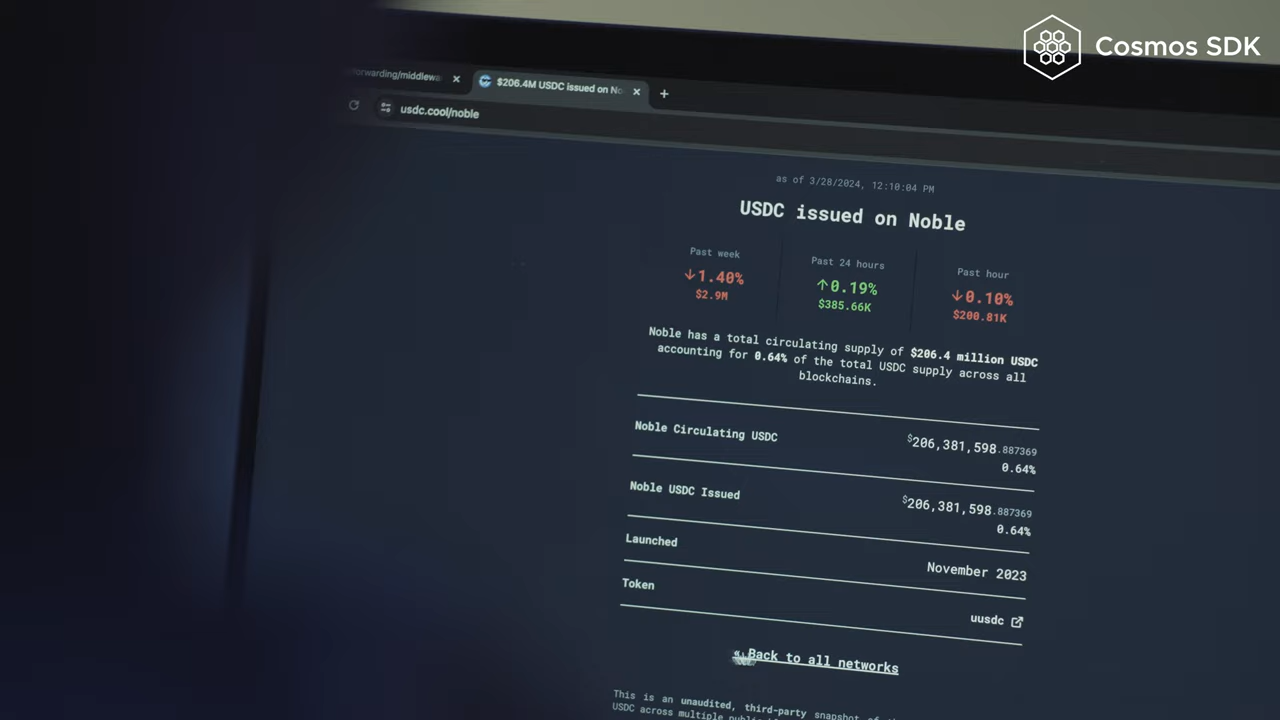 Cosmos SDK
forwarding/middlewa
$206.4M USDC issued on No
usdc.cool/noble
as of 3/28/2024, 12:10:04 PM
USDC issued on Noble
Past week
↓1.40%
$2.9M
Past 24 hours
↑0.19%
$385.66K
Past hour
↓0.10%
$200.81K
Noble has a total circulating supply of $206.4 million USDC
accounting for 0.64% of the total USDC supply across all
blockchains.
Noble Circulating USDC
$206,381,598.887369
0.64%
Noble USDC Issued
$206,381,598.887369
0.64%
Launched
November 2023
Token
uusdc
« Back to all networks
This is an unaudited, third-party snapshot of
USDC across multiple